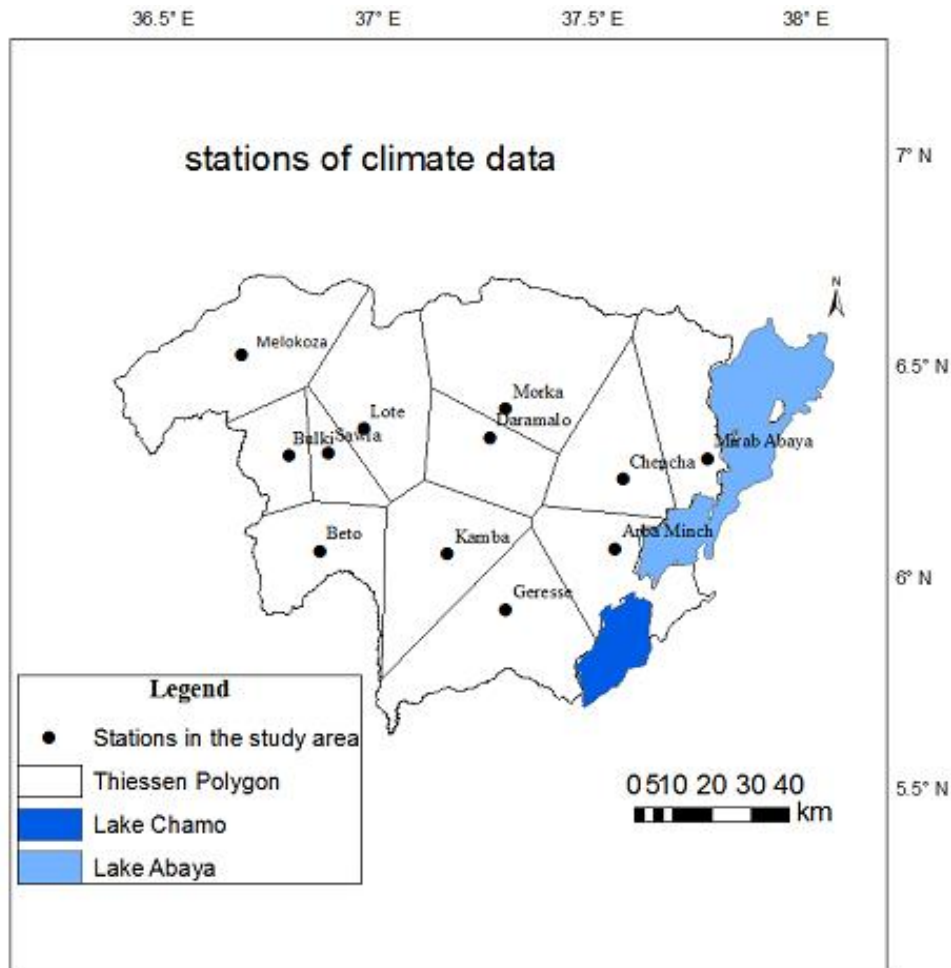 36.5° E 37° E 37.5° E 38° E
stations of climate data
7° N
N
Melokoza
6.5° N
Morka
Lote
Daramalo
Bulki Sawla
Mirab Abaya
Chencha
Beto
Kamba
Arba Minch
6° N
Geresse
Legend
Stations in the study area
Thiessen Polygon
Lake Chamo
Lake Abaya
0 5 10 20 30 40
km
5.5° N